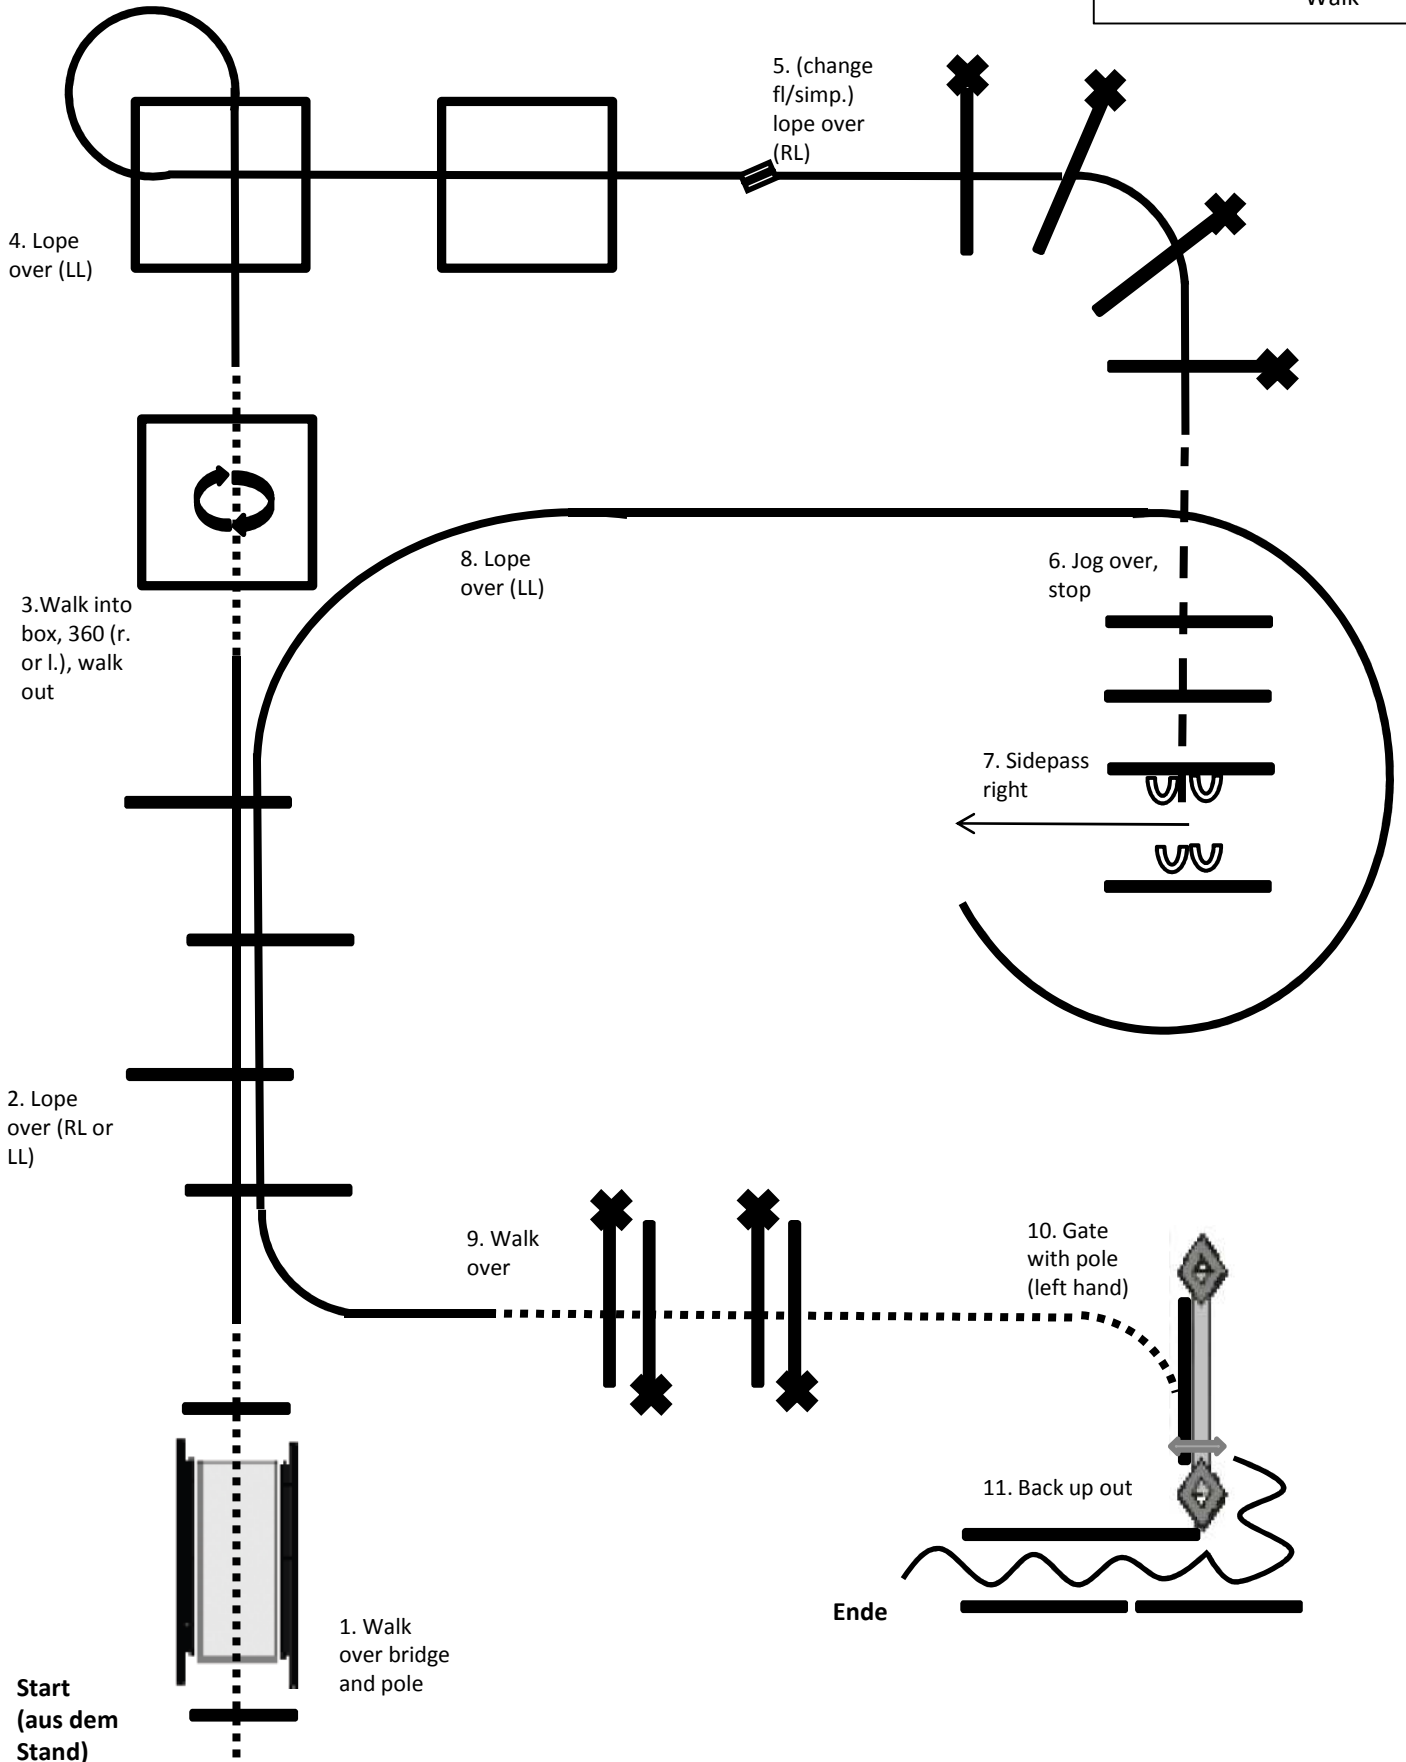 Walk
5. (change
fl/simp.)
lope over
(RL)
4. Lope
over (LL)
8. Lope
over (LL)
6. Jog over,
stop
3.Walk into
box, 360 (r.
or l.), walk
out
7. Sidepass
right
2. Lope
over (RL or
LL)
9. Walk
over
10. Gate
with pole
(left hand)
11. Back up out
Ende
1. Walk
over bridge
and pole
Start
(aus dem
Stand)